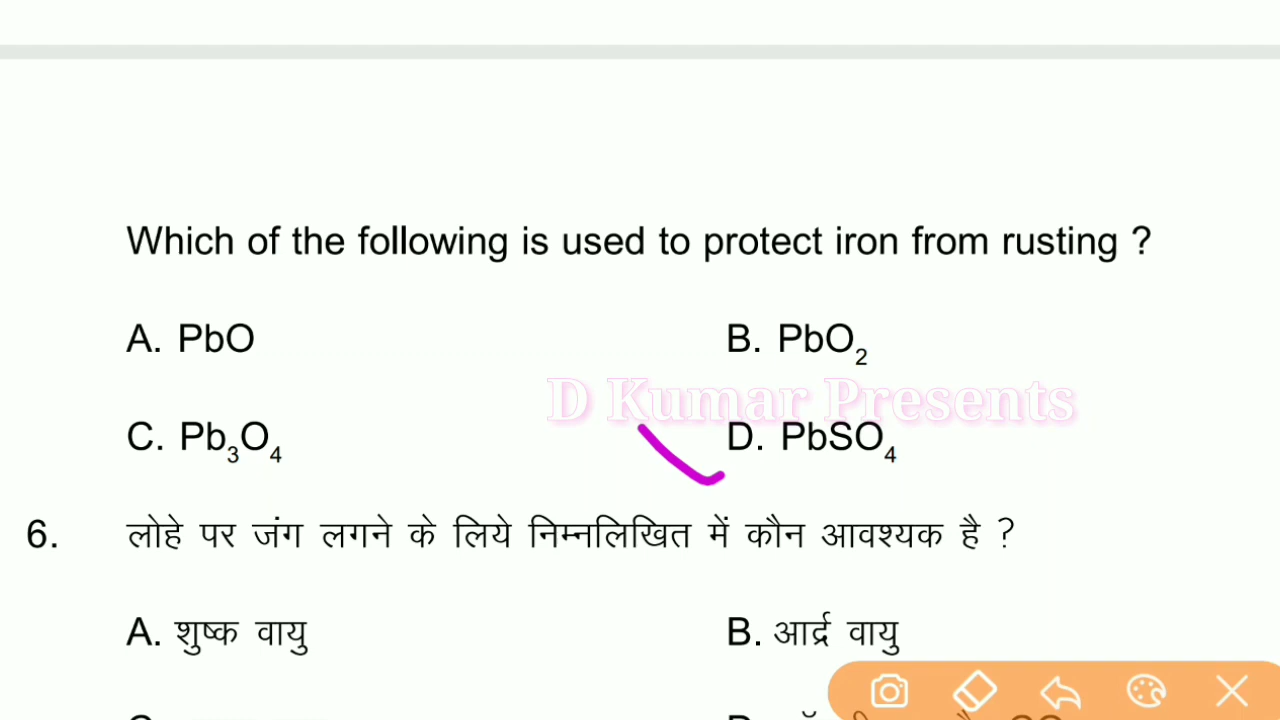 Which of the following is used to protect iron from rusting ?
A. PbO B. PbO₂
D Kumar Presents
C. Pb₃O₄ D. PbSO₄
6. लोहे पर जंग लगने के लिये निम्नलिखित में कौन आवश्यक है ?
A. शुष्क वायु B. आर्द्र वायु